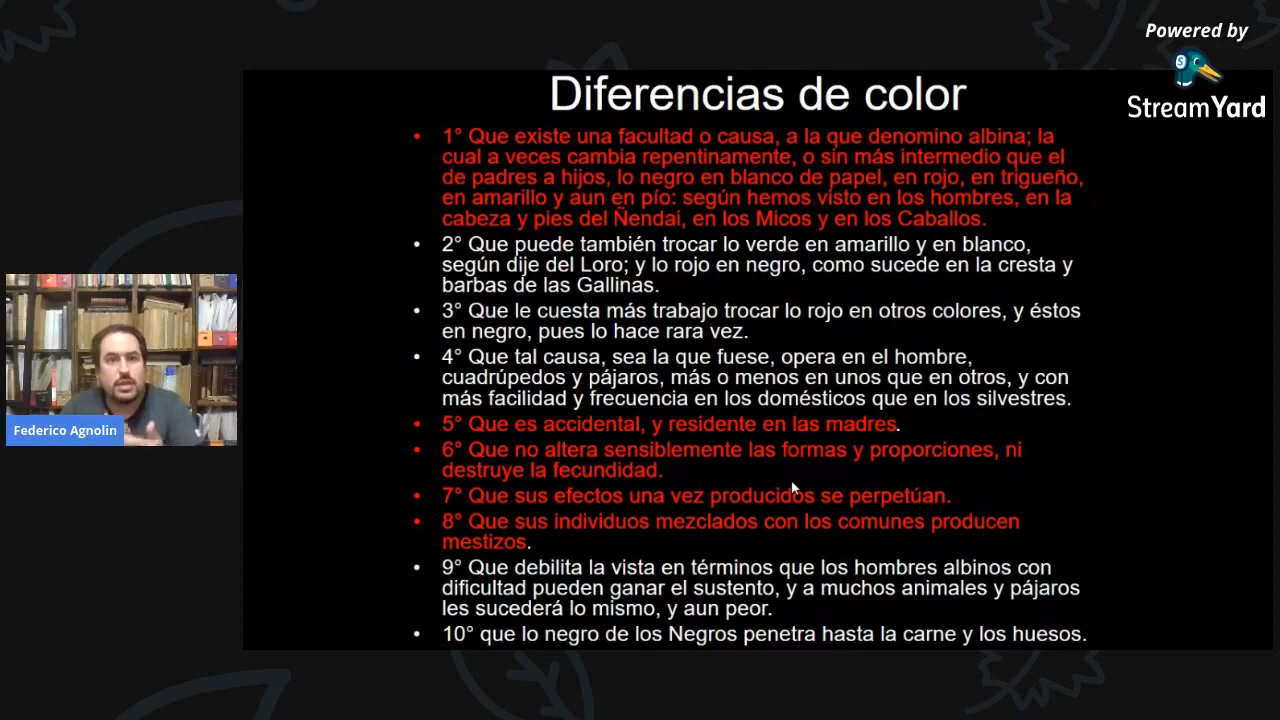 Powered by
StreamYard
Diferencias de color
• 1° Que existe una facultad o causa, a la que denomino albina; la
cual a veces cambia repentinamente, o sin más intermedio que el
de padres a hijos, lo negro en blanco de papel, en rojo, en trigueño,
en amarillo y aun en pío: según hemos visto en los hombres, en la
cabeza y pies del Ñendai, en los Micos y en los Caballos.
• 2° Que puede también trocar lo verde en amarillo y en blanco,
según dije del Loro; y lo rojo en negro, como sucede en la cresta y
barbas de las Gallinas.
• 3° Que le cuesta más trabajo trocar lo rojo en otros colores, y éstos
en negro, pues lo hace rara vez.
• 4° Que tal causa, sea la que fuese, opera en el hombre,
cuadrúpedos y pájaros, más o menos en unos que en otros, y con
más facilidad y frecuencia en los domésticos que en los silvestres.
• 5° Que es accidental, y residente en las madres.
• 6° Que no altera sensiblemente las formas y proporciones, ni
destruye la fecundidad.
• 7° Que sus efectos una vez producidos se perpetúan.
• 8° Que sus individuos mezclados con los comunes producen
mestizos.
• 9° Que debilita la vista en términos que los hombres albinos con
dificultad pueden ganar el sustento, y a muchos animales y pájaros
les sucederá lo mismo, y aun peor.
• 10° que lo negro de los Negros penetra hasta la carne y los huesos.
Federico Agnolin